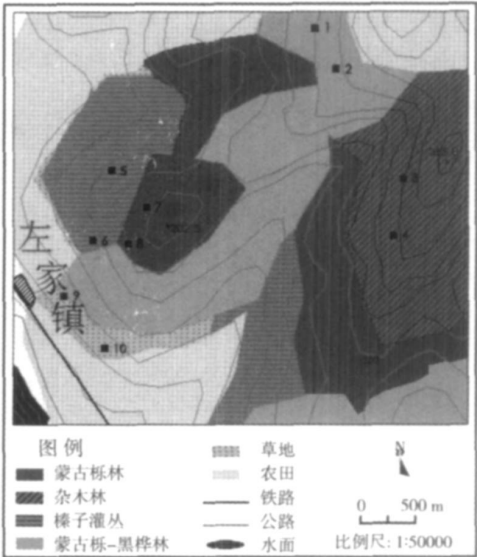 1
2
3
4
5
6
7
8
9
10
左家镇
图例
蒙古栎林
杂木林
榛子灌丛
蒙古栎-黑桦林
草地
农田
铁路
公路
水面
N
0 500 m
比例尺: 1:50000